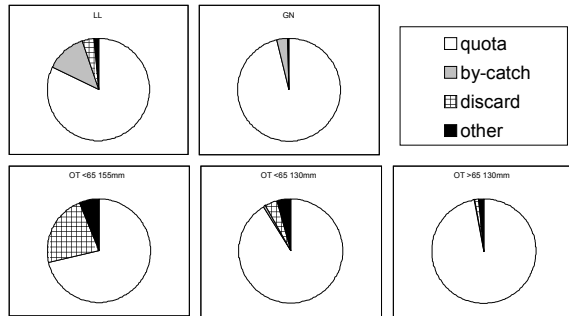 LL
GN
quota
by-catch
discard
other
OT <65 155mm
OT <65 130mm
OT >65 130mm